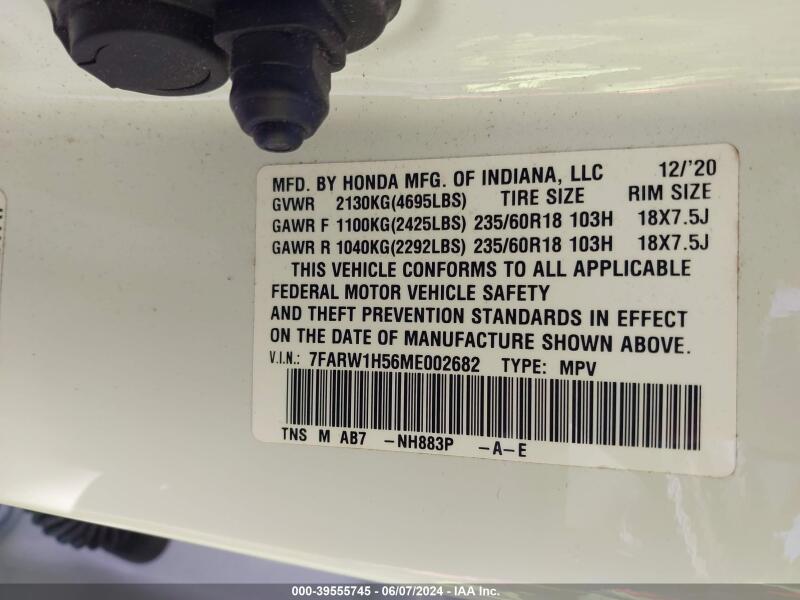 MFD. BY HONDA MFG. OF INDIANA, LLC 12/'20
GVWR 2130KG(4695LBS) TIRE SIZE RIM SIZE
GAWR F 1100KG(2425LBS) 235/60R18 103H 18X7.5J
GAWR R 1040KG(2292LBS) 235/60R18 103H 18X7.5J
THIS VEHICLE CONFORMS TO ALL APPLICABLE
FEDERAL MOTOR VEHICLE SAFETY
AND THEFT PREVENTION STANDARDS IN EFFECT
ON THE DATE OF MANUFACTURE SHOWN ABOVE.
V.I.N.: 7FARW1H56ME002682 TYPE: MPV
TNS M AB7 -NH883P -A-E
000-39555745 - 06/07/2024 - IAA Inc.